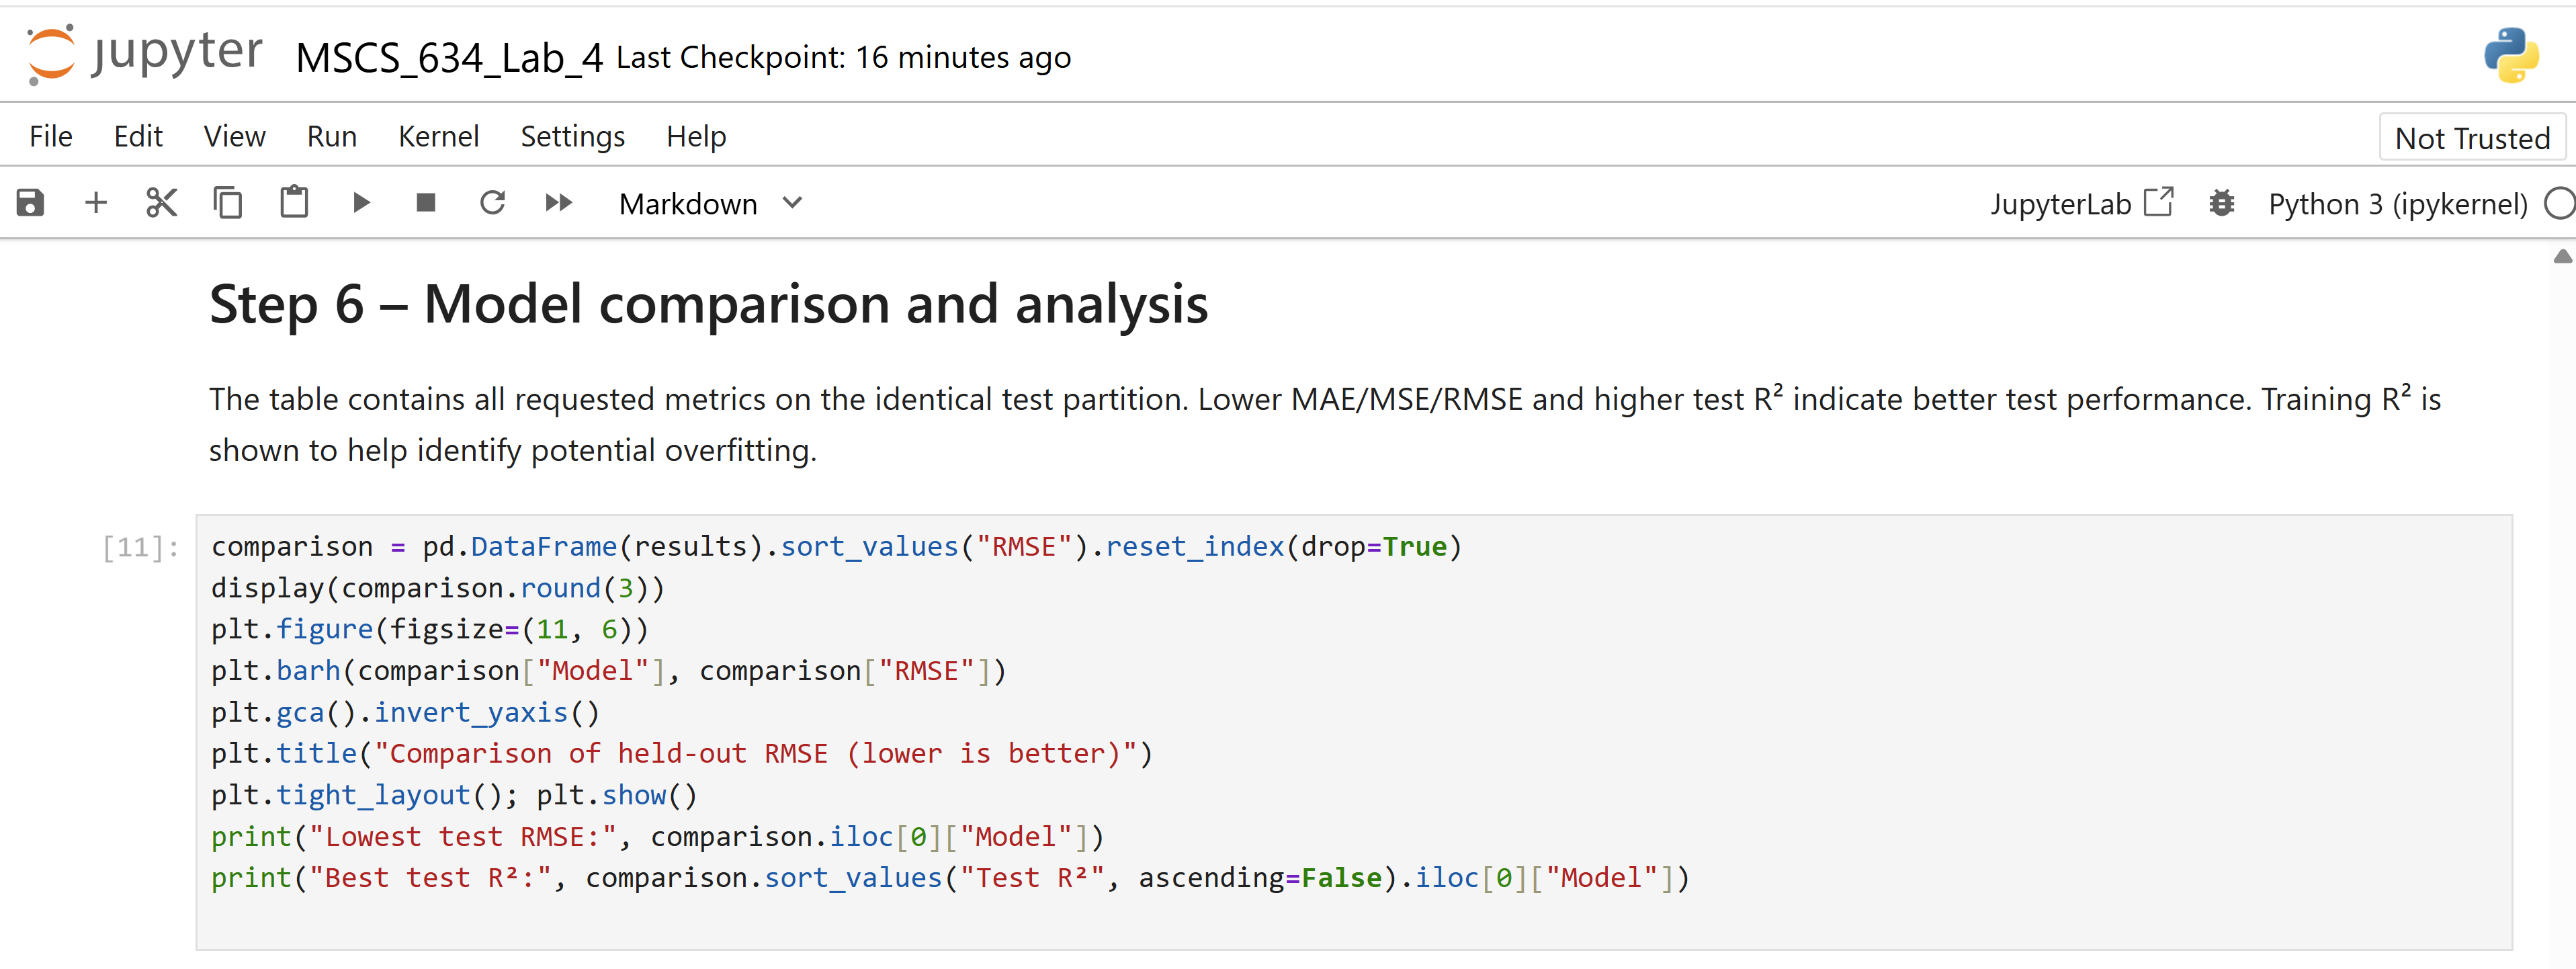 jupyter MSCS_634_Lab_4 Last Checkpoint: 16 minutes ago
File Edit View Run Kernel Settings Help Not Trusted
Markdown JupyterLab Python 3 (ipykernel)
Step 6 – Model comparison and analysis
The table contains all requested metrics on the identical test partition. Lower MAE/MSE/RMSE and higher test R² indicate better test performance. Training R² is
shown to help identify potential overfitting.
[11]: comparison = pd.DataFrame(results).sort_values("RMSE").reset_index(drop=True)
display(comparison.round(3))
plt.figure(figsize=(11, 6))
plt.barh(comparison["Model"], comparison["RMSE"])
plt.gca().invert_yaxis()
plt.title("Comparison of held-out RMSE (lower is better)")
plt.tight_layout(); plt.show()
print("Lowest test RMSE:", comparison.iloc[0]["Model"])
print("Best test R²:", comparison.sort_values("Test R²", ascending=False).iloc[0]["Model"])